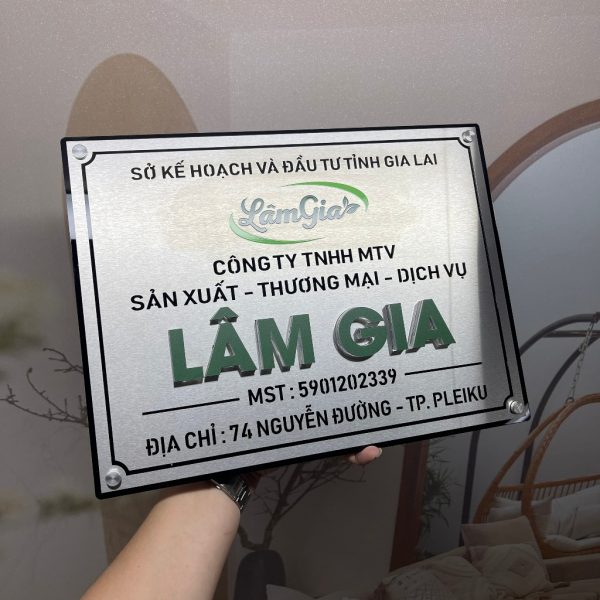 SỞ KẾ HOẠCH VÀ ĐẦU TƯ TỈNH GIA LAI
LâmGia
CÔNG TY TNHH MTV
SẢN XUẤT - THƯƠNG MẠI - DỊCH VỤ
LÂM GIA
MST : 5901202339
ĐỊA CHỈ : 74 NGUYỄN ĐƯỜNG - TP. PLEIKU